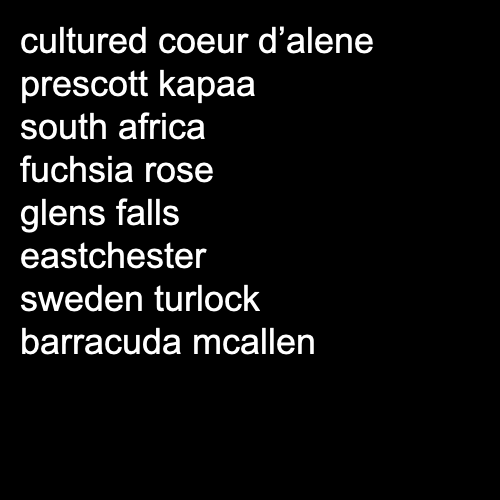 cultured coeur d’alene
prescott kapaa
south africa
fuchsia rose
glens falls
eastchester
sweden turlock
barracuda mcallen